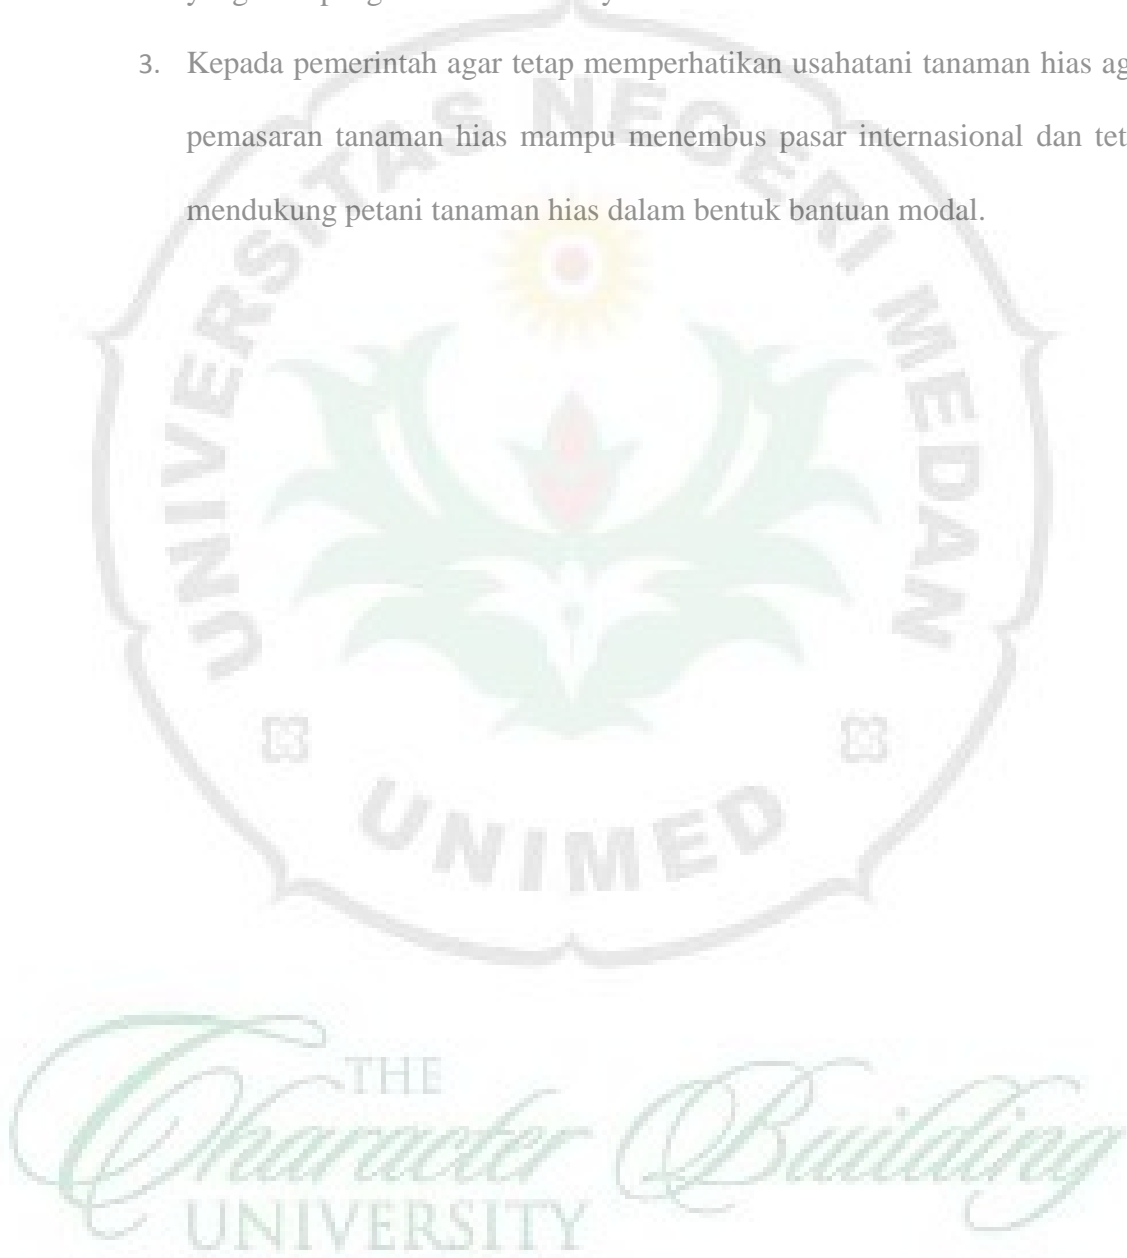 3. Kepada pemerintah agar tetap memperhatikan usahatani tanaman hias
pemasaran tanaman hias mampu menembus pasar internasional dan
mendukung petani tanaman hias dalam bentuk bantuan modal.
UNIVERSITAS NEGERI MEDAN
UNIMED
THE
Character Building
UNIVERSITY